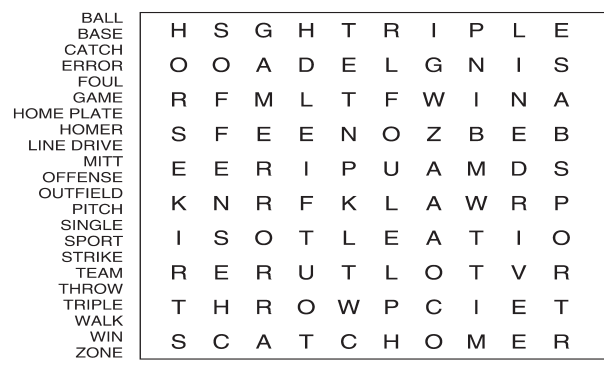 BALL
BASE
CATCH
ERROR
FOUL
GAME
HOME PLATE
HOMER
LINE DRIVE
MITT
OFFENSE
OUTFIELD
PITCH
SINGLE
SPORT
STRIKE
TEAM
THROW
TRIPLE
WALK
WIN
ZONE
H S G H T R I P L E
O O A D E L G N I S
R F M L T F W I N A
S F E E N O Z B E B
E E R I P U A M D S
K N R F K L A W R P
I S O T L E A T I O
R E R U T L O T V R
T H R O W P C I E T
S C A T C H O M E R